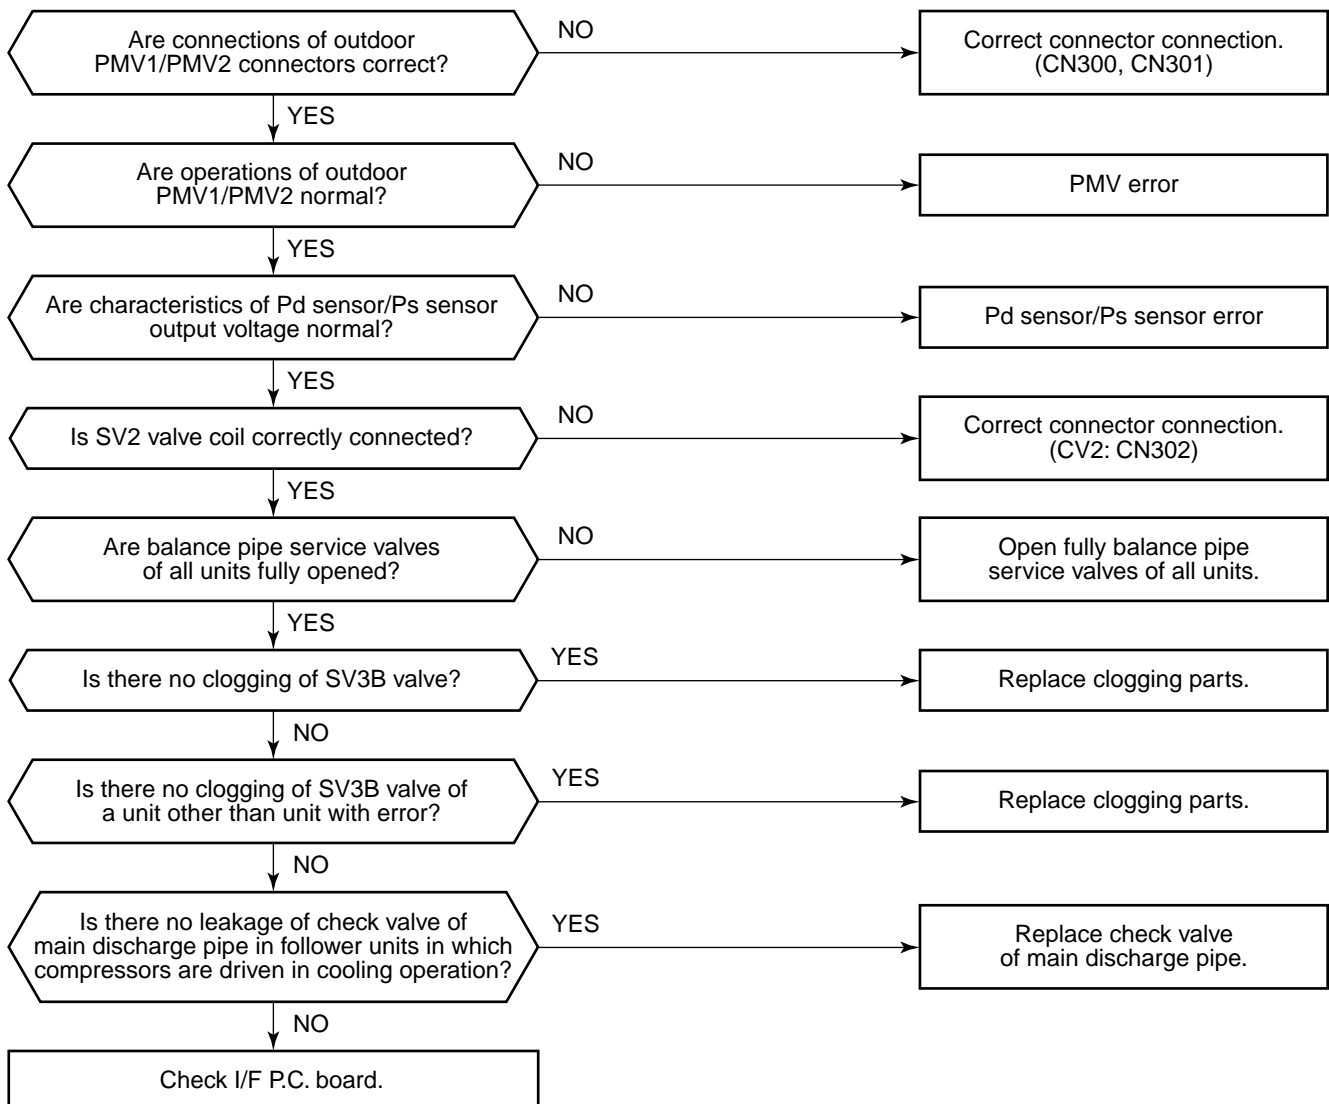 Are connections of outdoor
PMV1/PMV2 connectors correct?
NO
Correct connector connection.
(CN300, CN301)
YES
Are operations of outdoor
PMV1/PMV2 normal?
NO
PMV error
YES
Are characteristics of Pd sensor/Ps sensor
output voltage normal?
NO
Pd sensor/Ps sensor error
YES
Is SV2 valve coil correctly connected?
NO
Correct connector connection.
(CV2: CN302)
YES
Are balance pipe service valves
of all units fully opened?
NO
Open fully balance pipe
service valves of all units.
YES
Is there no clogging of SV3B valve?
YES
Replace clogging parts.
NO
Is there no clogging of SV3B valve of
a unit other than unit with error?
YES
Replace clogging parts.
NO
Is there no leakage of check valve of
main discharge pipe in follower units in which
compressors are driven in cooling operation?
YES
Replace check valve
of main discharge pipe.
NO
Check I/F P.C. board.